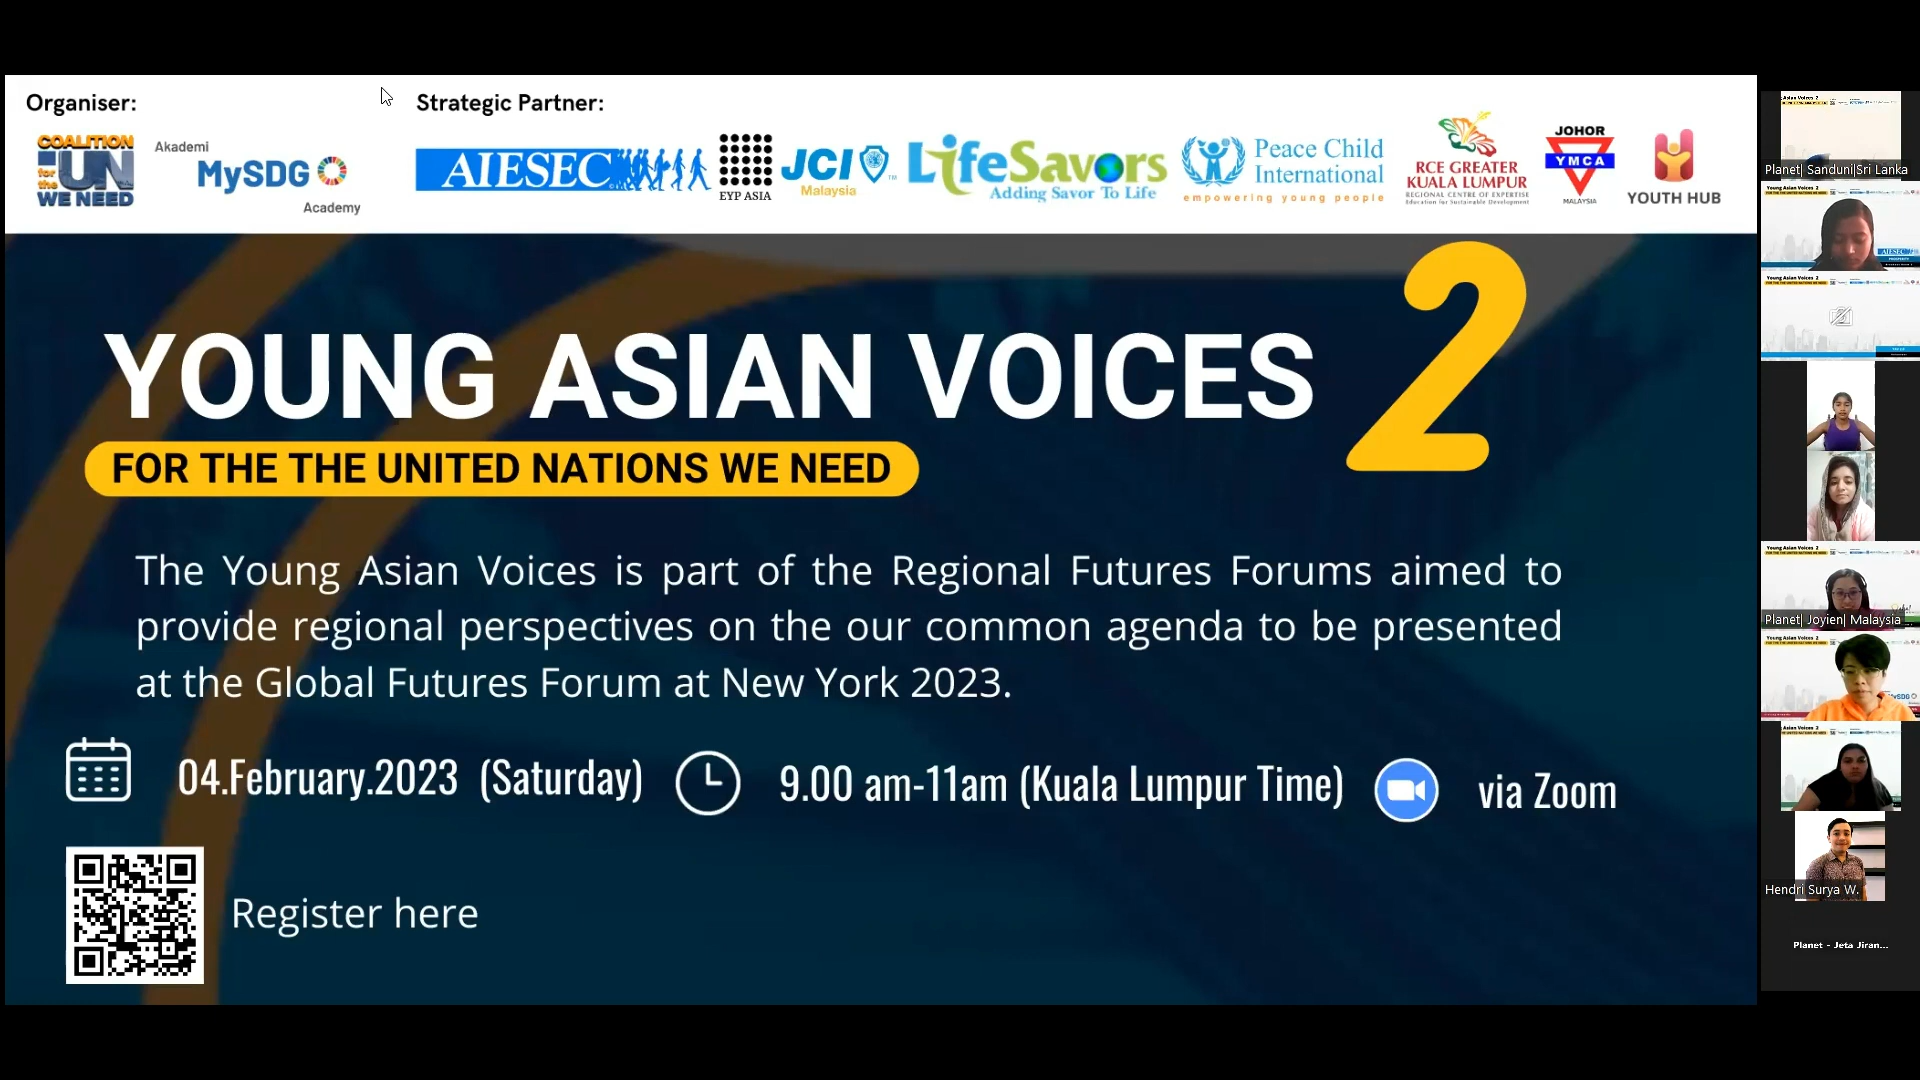 Organiser:
Strategic Partner:
COALITION
for the UN
WE NEED
Akademi
MySDG
Academy
AIESEC
EYP ASIA
JCI
Malaysia
LifeSavors
Adding Savor To Life
Peace Child
International
empowering young people
RCE GREATER
KUALA LUMPUR
REGIONAL CENTRE OF EXPERTISE
Education for Sustainable Development
JOHOR
YMCA
MALAYSIA
YOUTH HUB
YOUNG ASIAN VOICES 2
FOR THE THE UNITED NATIONS WE NEED
The Young Asian Voices is part of the Regional Futures Forums aimed to
provide regional perspectives on the our common agenda to be presented
at the Global Futures Forum at New York 2023.
04.February.2023 (Saturday)
9.00 am-11am (Kuala Lumpur Time)
via Zoom
Register here
Planet| Sanduni|Sri Lanka
Young Asian Voices 2
AIESEC
Young Asian Voices 2
Young Asian Voices 2
Planet| Joyien| Malaysia
Young Asian Voices 2
MySDG
Asian Voices 2
Hendri Surya W.
Planet - Jeta Jiran...